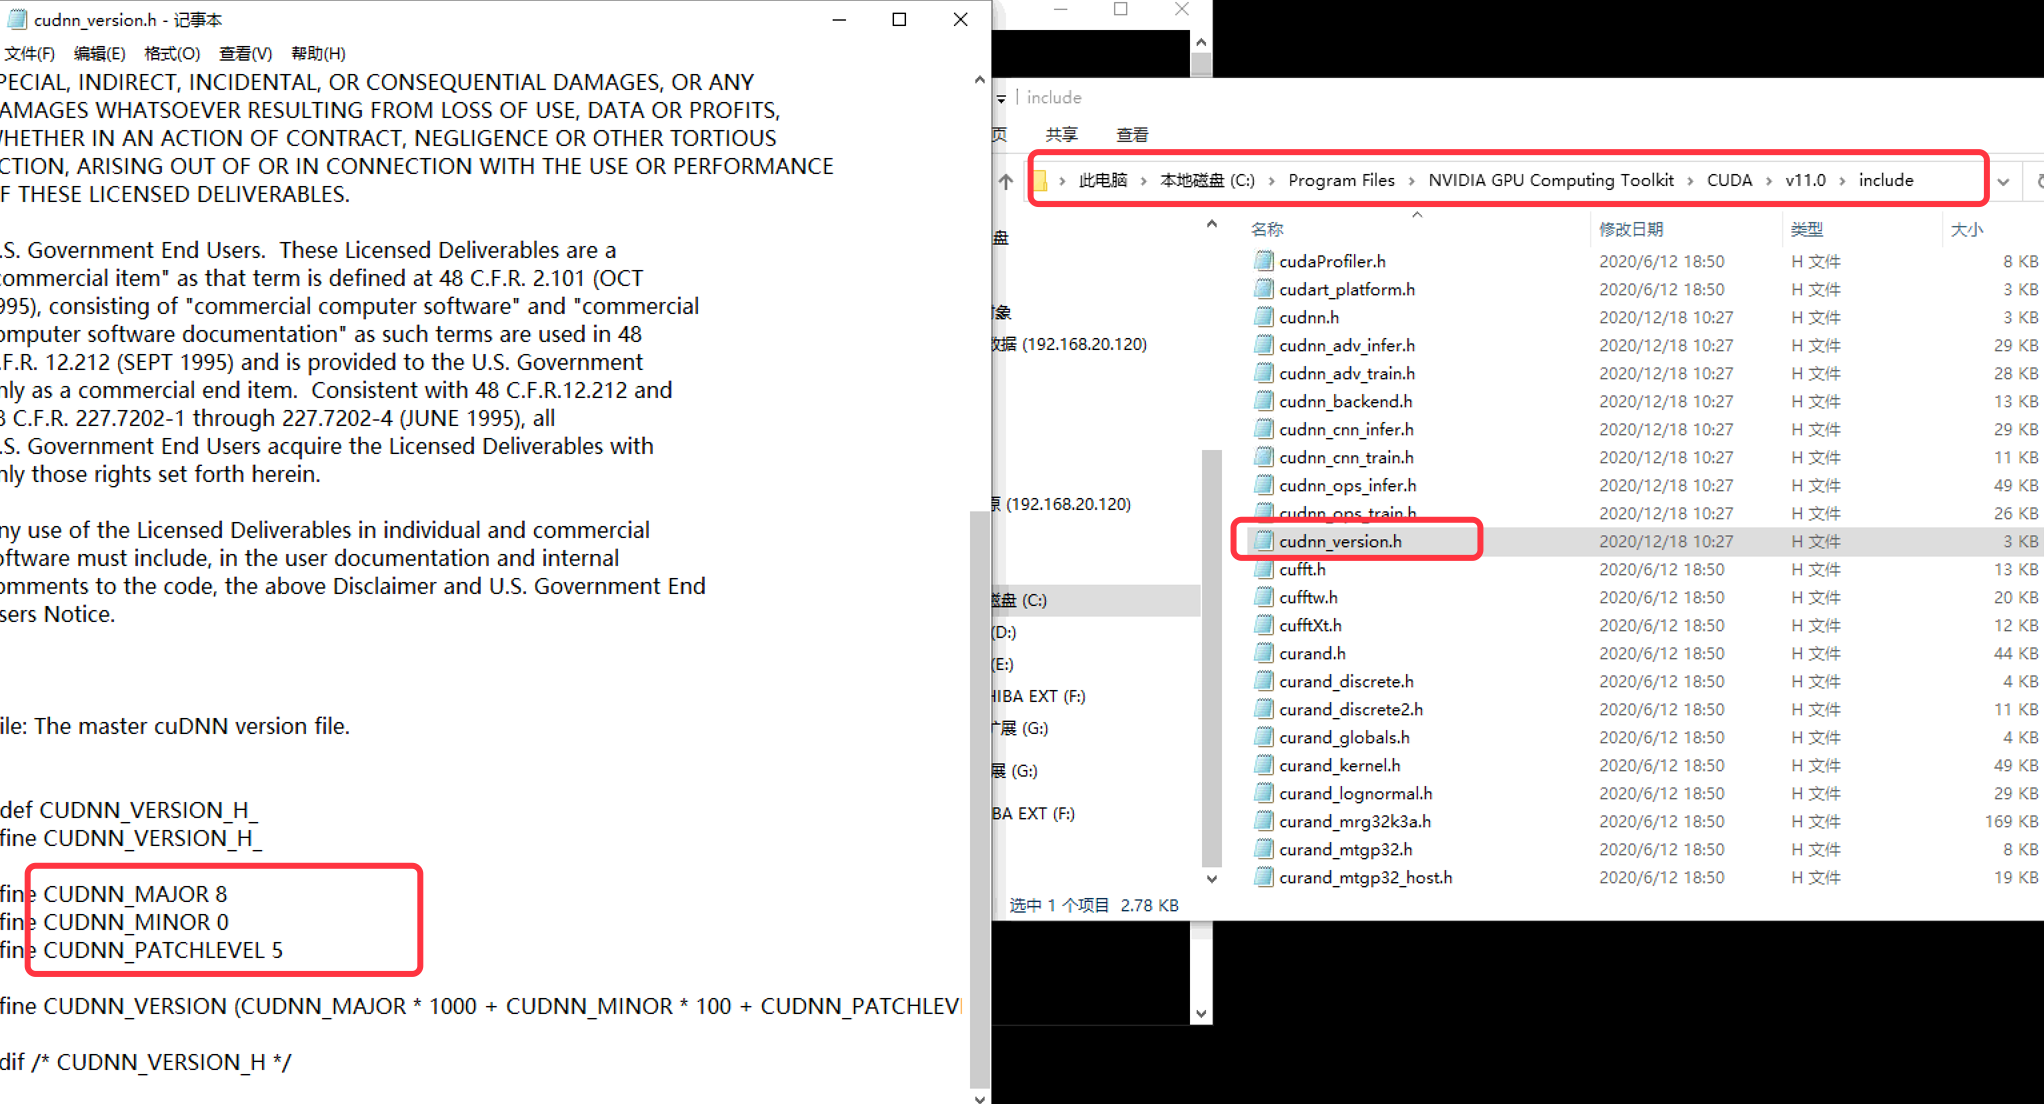 cudnn_version.h - 记事本
文件(F) 编辑(E) 格式(O) 查看(V) 帮助(H)
PECIAL, INDIRECT, INCIDENTAL, OR CONSEQUENTIAL DAMAGES, OR ANY
AMAGES WHATSOEVER RESULTING FROM LOSS OF USE, DATA OR PROFITS,
WHETHER IN AN ACTION OF CONTRACT, NEGLIGENCE OR OTHER TORTIOUS
CTION, ARISING OUT OF OR IN CONNECTION WITH THE USE OR PERFORMANCE
F THESE LICENSED DELIVERABLES.
.S. Government End Users.  These Licensed Deliverables are a
commercial item" as that term is defined at 48 C.F.R. 2.101 (OCT
995), consisting of "commercial computer software" and "commercial
omputer software documentation" as such terms are used in 48
.F.R. 12.212 (SEPT 1995) and is provided to the U.S. Government
nly as a commercial end item.  Consistent with 48 C.F.R.12.212 and
8 C.F.R. 227.7202-1 through 227.7202-4 (JUNE 1995), all
.S. Government End Users acquire the Licensed Deliverables with
nly those rights set forth herein.
ny use of the Licensed Deliverables in individual and commercial
oftware must include, in the user documentation and internal
omments to the code, the above Disclaimer and U.S. Government End
sers Notice.
ile: The master cuDNN version file.
def CUDNN_VERSION_H_
fine CUDNN_VERSION_H_
fine CUDNN_MAJOR 8
fine CUDNN_MINOR 0
fine CUDNN_PATCHLEVEL 5
fine CUDNN_VERSION (CUDNN_MAJOR * 1000 + CUDNN_MINOR * 100 + CUDNN_PATCHLEV
dif /* CUDNN_VERSION_H */
include
页 共享 查看
此电脑 › 本地磁盘 (C:) › Program Files › NVIDIA GPU Computing Toolkit › CUDA › v11.0 › include
盘
对象
数据 (192.168.20.120)
原 (192.168.20.120)
磁盘 (C:)
(D:)
(E:)
HIBA EXT (F:)
扩展 (G:)
展 (G:)
BA EXT (F:)
名称 修改日期 类型 大小
cudaProfiler.h 2020/6/12 18:50 H 文件 8 KB
cudart_platform.h 2020/6/12 18:50 H 文件 3 KB
cudnn.h 2020/12/18 10:27 H 文件 3 KB
cudnn_adv_infer.h 2020/12/18 10:27 H 文件 29 KB
cudnn_adv_train.h 2020/12/18 10:27 H 文件 28 KB
cudnn_backend.h 2020/12/18 10:27 H 文件 13 KB
cudnn_cnn_infer.h 2020/12/18 10:27 H 文件 29 KB
cudnn_cnn_train.h 2020/12/18 10:27 H 文件 11 KB
cudnn_ops_infer.h 2020/12/18 10:27 H 文件 49 KB
cudnn_ops_train.h 2020/12/18 10:27 H 文件 26 KB
cudnn_version.h 2020/12/18 10:27 H 文件 3 KB
cufft.h 2020/6/12 18:50 H 文件 13 KB
cufftw.h 2020/6/12 18:50 H 文件 20 KB
cufftXt.h 2020/6/12 18:50 H 文件 12 KB
curand.h 2020/6/12 18:50 H 文件 44 KB
curand_discrete.h 2020/6/12 18:50 H 文件 4 KB
curand_discrete2.h 2020/6/12 18:50 H 文件 11 KB
curand_globals.h 2020/6/12 18:50 H 文件 4 KB
curand_kernel.h 2020/6/12 18:50 H 文件 49 KB
curand_lognormal.h 2020/6/12 18:50 H 文件 29 KB
curand_mrg32k3a.h 2020/6/12 18:50 H 文件 169 KB
curand_mtgp32.h 2020/6/12 18:50 H 文件 8 KB
curand_mtgp32_host.h 2020/6/12 18:50 H 文件 19 KB
选中 1 个项目 2.78 KB